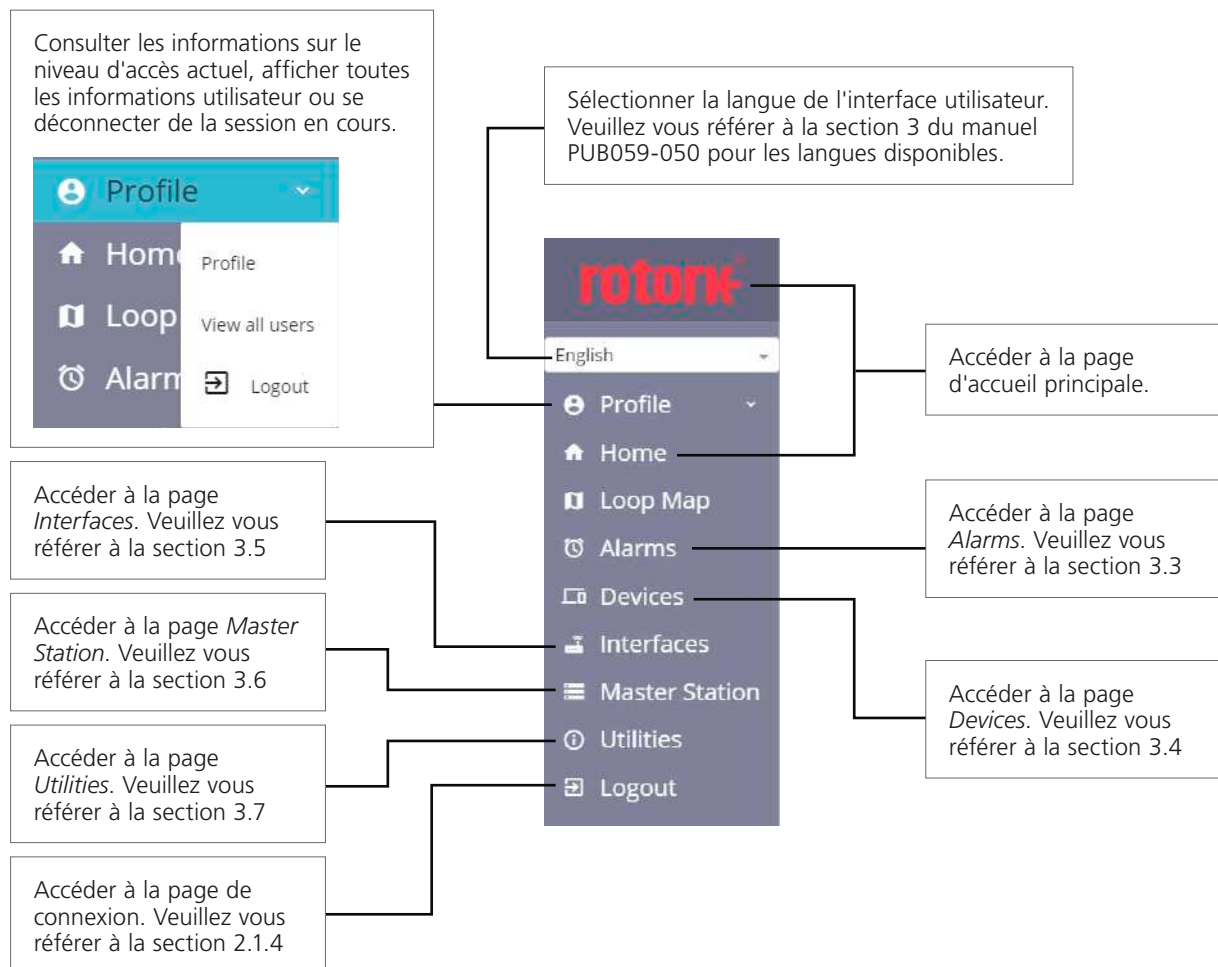 Consulter les informations sur le
niveau d'accès actuel, afficher toutes
les informations utilisateur ou se
déconnecter de la session en cours.
Profile
Home
Loop
Alarm
Profile
View all users
Logout
Sélectionner la langue de l'interface utilisateur.
Veuillez vous référer à la section 3 du manuel
PUB059-050 pour les langues disponibles.
rotork®
English
Profile
Home
Loop Map
Alarms
Devices
Interfaces
Master Station
Utilities
Logout
Accéder à la page
d'accueil principale.
Accéder à la page
Alarms. Veuillez vous
référer à la section 3.3
Accéder à la page
Devices. Veuillez vous
référer à la section 3.4
Accéder à la page
Interfaces. Veuillez vous
référer à la section 3.5
Accéder à la page Master
Station. Veuillez vous
référer à la section 3.6
Accéder à la page
Utilities. Veuillez vous
référer à la section 3.7
Accéder à la page de
connexion. Veuillez vous
référer à la section 2.1.4